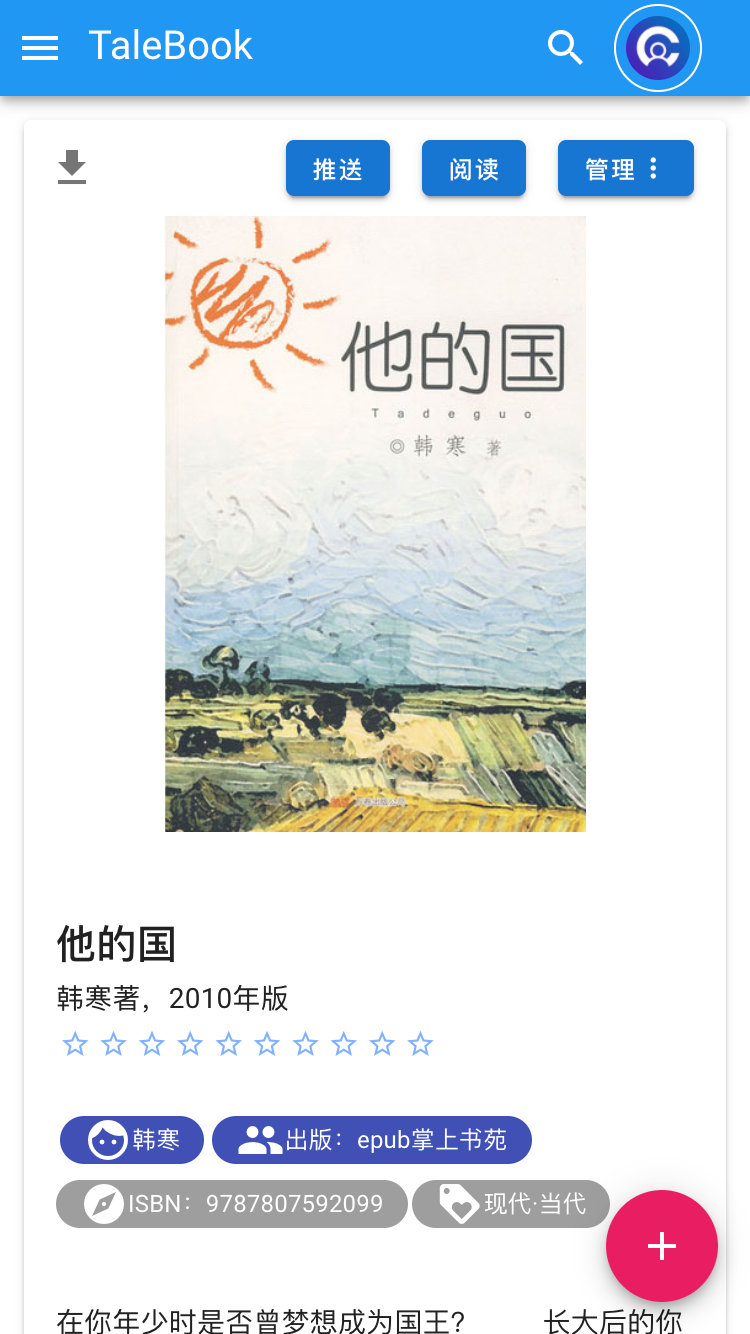 TaleBook
推送
阅读
管理
他的国
Tadeguo
◎韩寒 著
他的国
韩寒著，2010年版
韩寒
出版：epub掌上书苑
ISBN：9787807592099
现代·当代
在你年少时是否曾梦想成为国王? 长大后的你